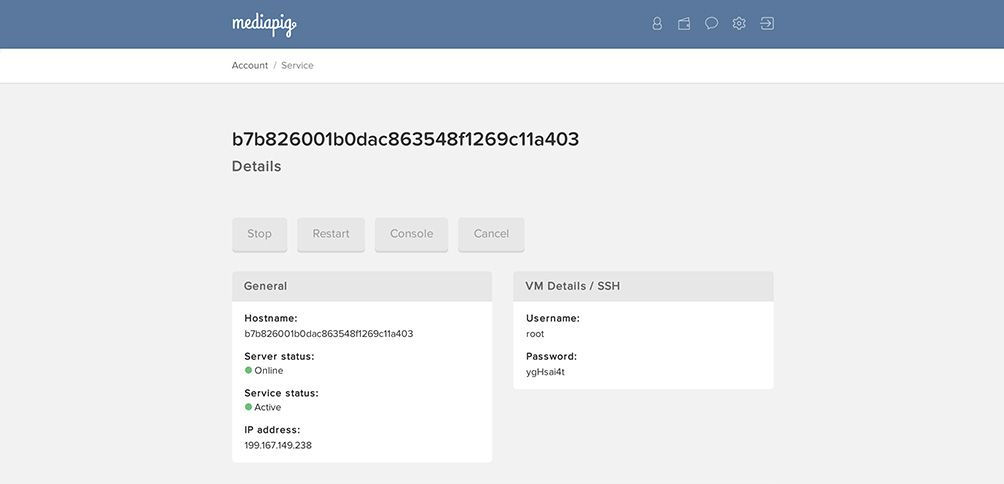 mediapig
Account / Service
b7b826001b0dac863548f1269c11a403
Details
Stop Restart Console Cancel
General
Hostname:
b7b826001b0dac863548f1269c11a403
Server status:
Online
Service status:
Active
IP address:
199.167.149.238
VM Details / SSH
Username:
root
Password:
ygHsai4t